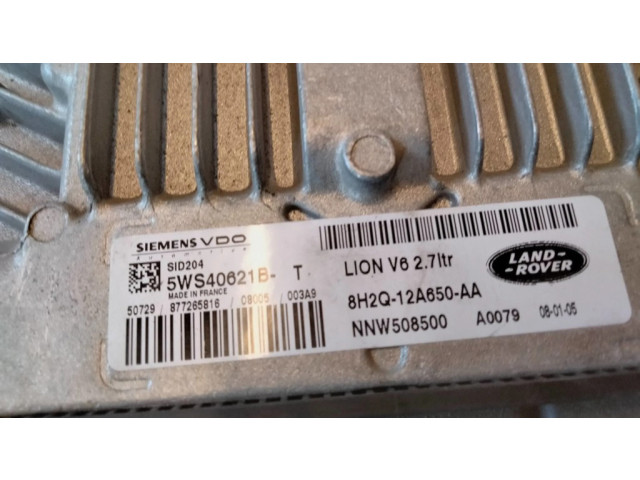 SIEMENS VDO
automotive
SID204
5WS40621B- T
MADE IN FRANCE
50729 / 877265816 / 08005 / 003A9
LION V6 2.7ltr
8H2Q-12A650-AA
NNW508500 A0079 08-01-05
LAND-
-ROVER